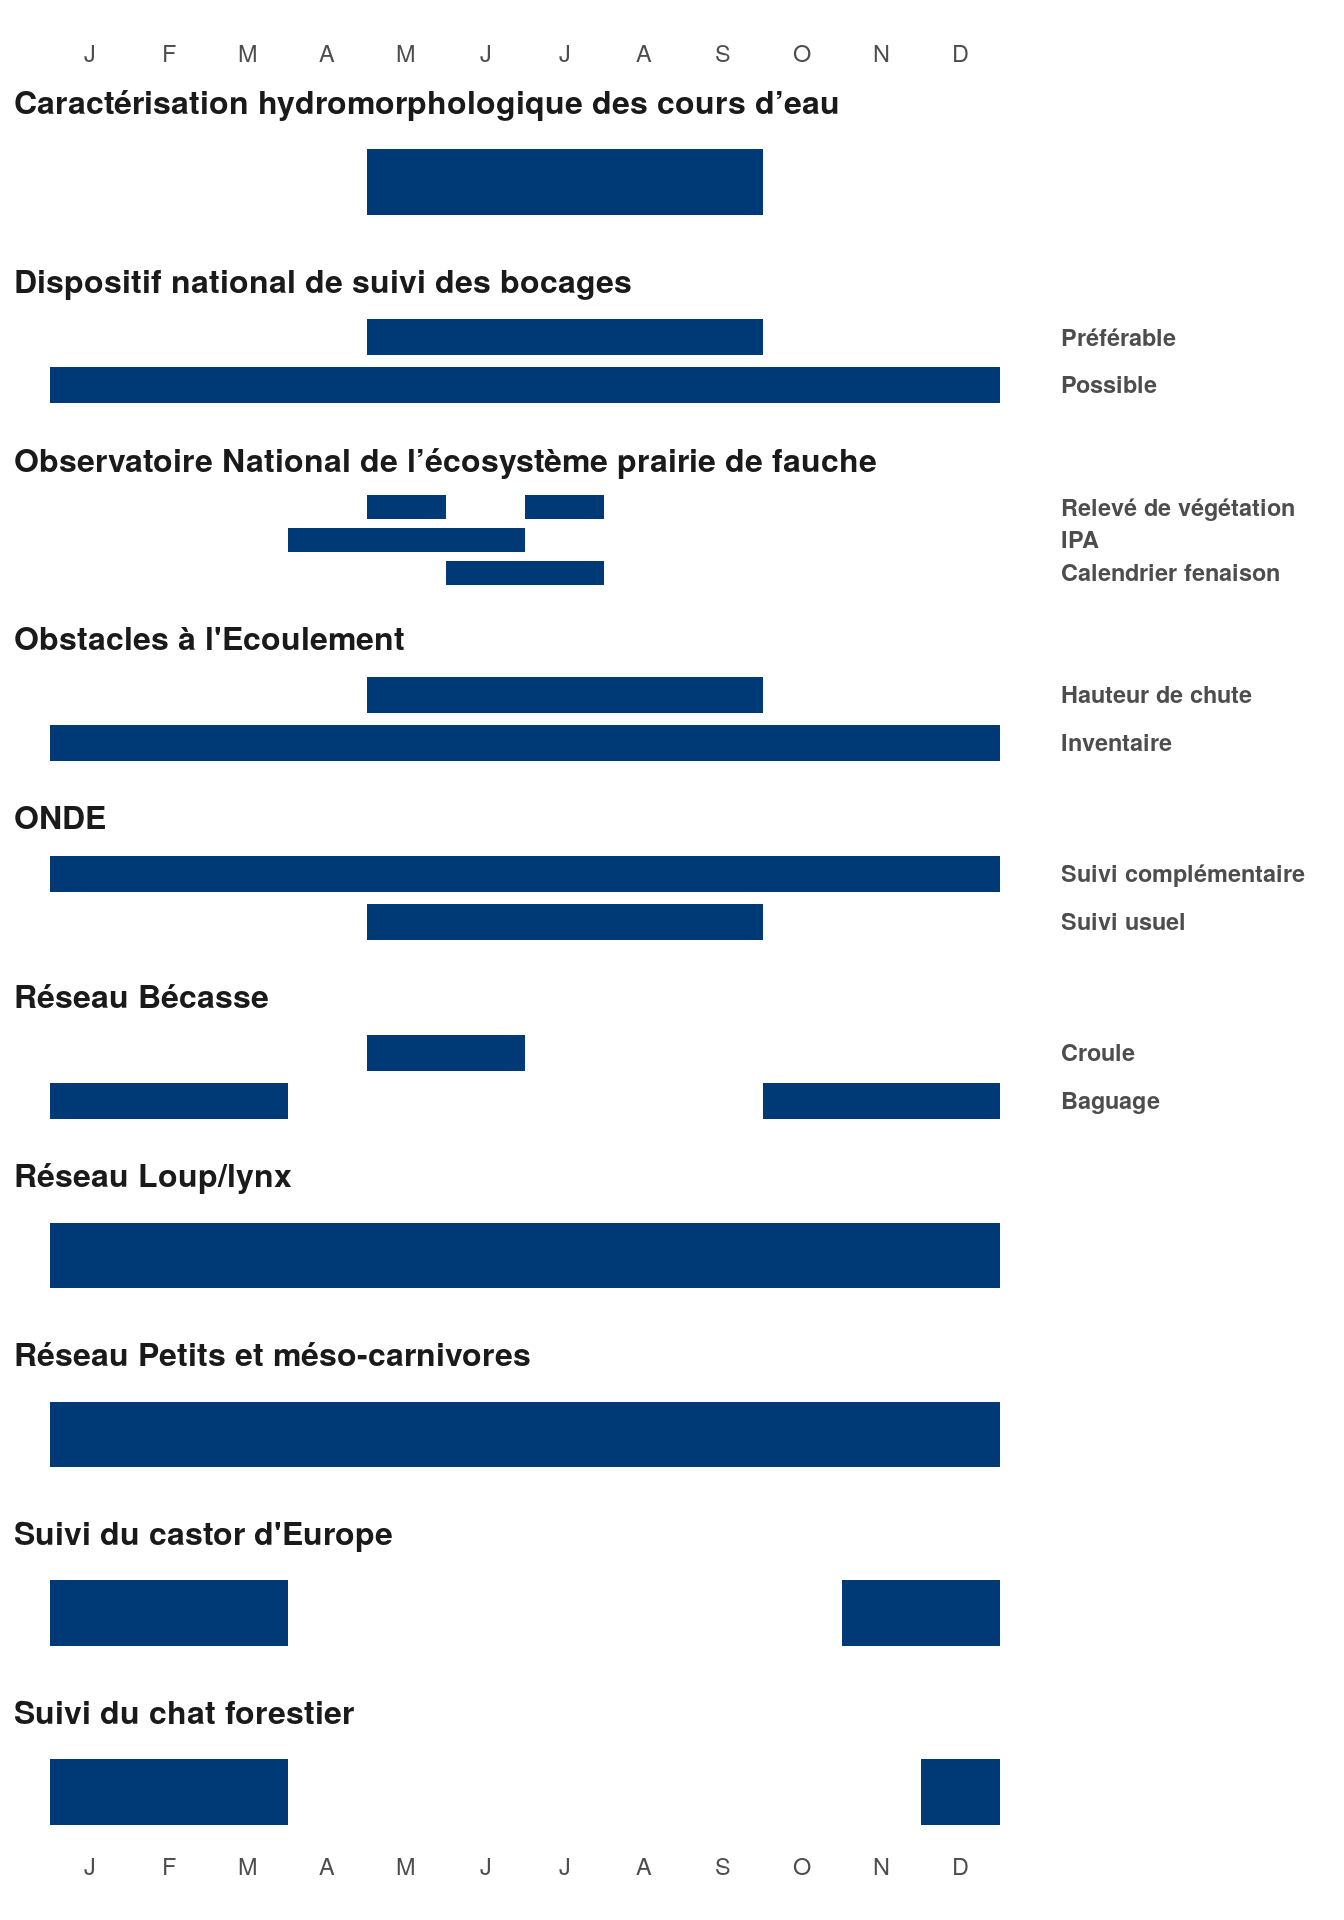 J F M A M J J A S O N D
Caractérisation hydromorphologique des cours d’eau
Dispositif national de suivi des bocages
Préférable
Possible
Observatoire National de l’écosystème prairie de fauche
Relevé de végétation
IPA
Calendrier fenaison
Obstacles à l'Ecoulement
Hauteur de chute
Inventaire
ONDE
Suivi complémentaire
Suivi usuel
Réseau Bécasse
Croule
Baguage
Réseau Loup/lynx
Réseau Petits et méso-carnivores
Suivi du castor d'Europe
Suivi du chat forestier
J F M A M J J A S O N D